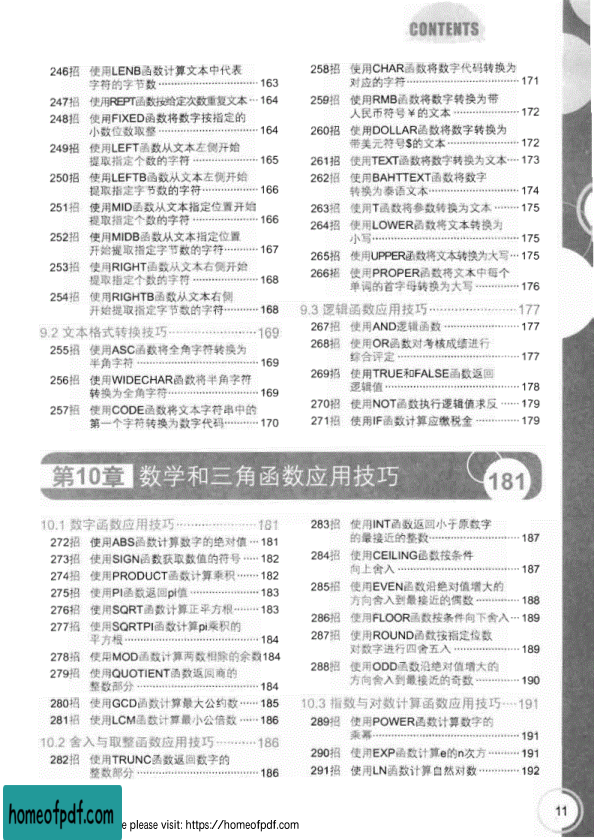 CONTENTS
246招 使用LENB函数计算文本中代表
字符的字节数 163
247招 使用REPT函数按给定次数重复文本 164
248招 使用FIXED函数将数字按指定的
小数位数取整 164
249招 使用LEFT函数从文本左侧开始
提取指定个数的字符 165
250招 使用LEFTB函数从文本左侧开始
提取指定字节数的字符 166
251招 使用MID函数从文本指定位置开始
提取指定个数的字符 166
252招 使用MIDB函数从文本指定位置
开始提取指定字节数的字符 167
253招 使用RIGHT函数从文本右侧开始
提取指定个数的字符 168
254招 使用RIGHTB函数从文本右侧
开始提取指定字节数的字符 168
9.2 文本格式转换技巧 169
255招 使用ASC函数将全角字符转换为
半角字符 169
256招 使用WIDECHAR函数将半角字符
转换为全角字符 169
257招 使用CODE函数将文本字符串中的
第一个字符转换为数字代码 170
258招 使用CHAR函数将数字代码转换为
对应的字符 171
259招 使用RMB函数将数字转换为带
人民币符号¥的文本 172
260招 使用DOLLAR函数将数字转换为
带美元符号$的文本 172
261招 使用TEXT函数将数字转换为文本 173
262招 使用BAHTTEXT函数将数字
转换为泰语文本 174
263招 使用T函数将参数转换为文本 175
264招 使用LOWER函数将文本转换为
小写 175
265招 使用UPPER函数将文本转换为大写 175
266招 使用PROPER函数将文本中每个
单词的首字母转换为大写 176
9.3 逻辑函数应用技巧 177
267招 使用AND逻辑函数 177
268招 使用OR函数对考核成绩进行
综合评定 177
269招 使用TRUE和FALSE函数返回
逻辑值 178
270招 使用NOT函数执行逻辑值求反 179
271招 使用IF函数计算应缴税金 179
第10章 数学和三角函数应用技巧 181
10.1 数字函数应用技巧 181
272招 使用ABS函数计算数字的绝对值 181
273招 使用SIGN函数获取数值的符号 182
274招 使用PRODUCT函数计算乘积 182
275招 使用PI函数返回pi值 183
276招 使用SQRT函数计算正平方根 183
277招 使用SQRTPI函数计算pi乘积的
平方根 184
278招 使用MOD函数计算两数相除的余数184
279招 使用QUOTIENT函数返回商的
整数部分 184
280招 使用GCD函数计算最大公约数 185
281招 使用LCM函数计算最小公倍数 186
10.2 舍入与取整函数应用技巧 186
282招 使用TRUNC函数返回数字的
整数部分 186
283招 使用INT函数返回小于原数字
的最接近的整数 187
284招 使用CEILING函数按条件
向上舍入 187
285招 使用EVEN函数沿绝对值增大的
方向舍入到最接近的偶数 188
286招 使用FLOOR函数按条件向下舍入 189
287招 使用ROUND函数按指定位数
对数字进行四舍五入 189
288招 使用ODD函数沿绝对值增大的
方向舍入到最接近的奇数 190
10.3 指数与对数计算函数应用技巧 191
289招 使用POWER函数计算数字的
乘幂 191
290招 使用EXP函数计算e的n次方 191
291招 使用LN函数计算自然对数 192
11
homeofpdf.com
e please visit: https://homeofpdf.com